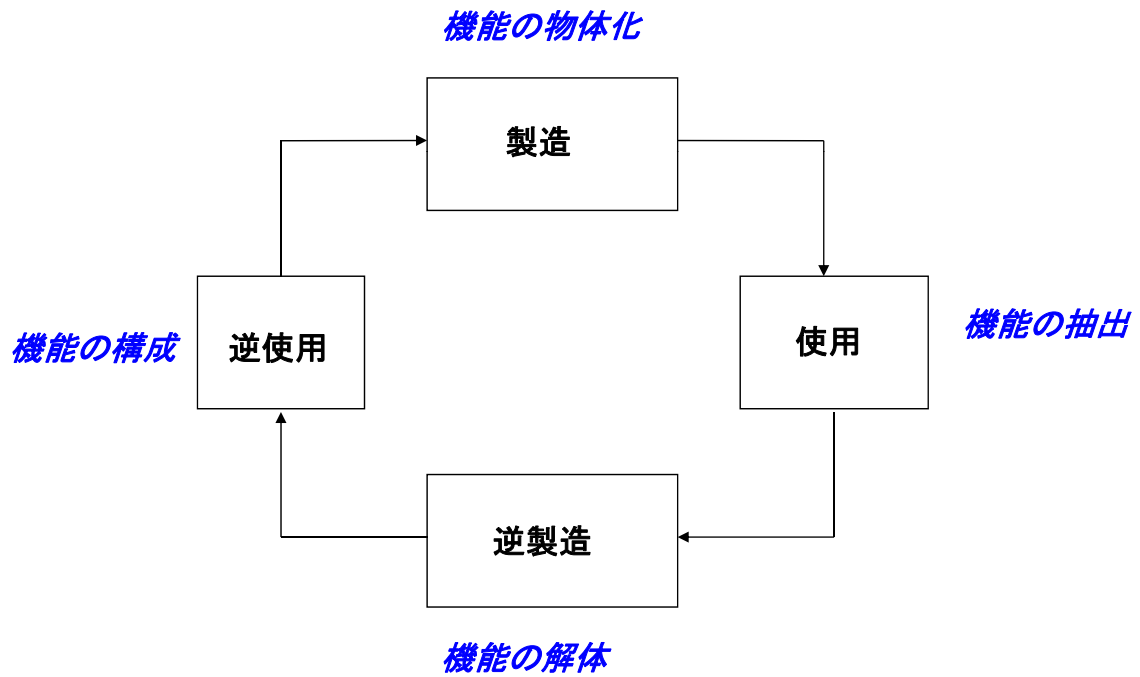 機能の物体化
製造
機能の構成
逆使用
使用
機能の抽出
逆製造
機能の解体